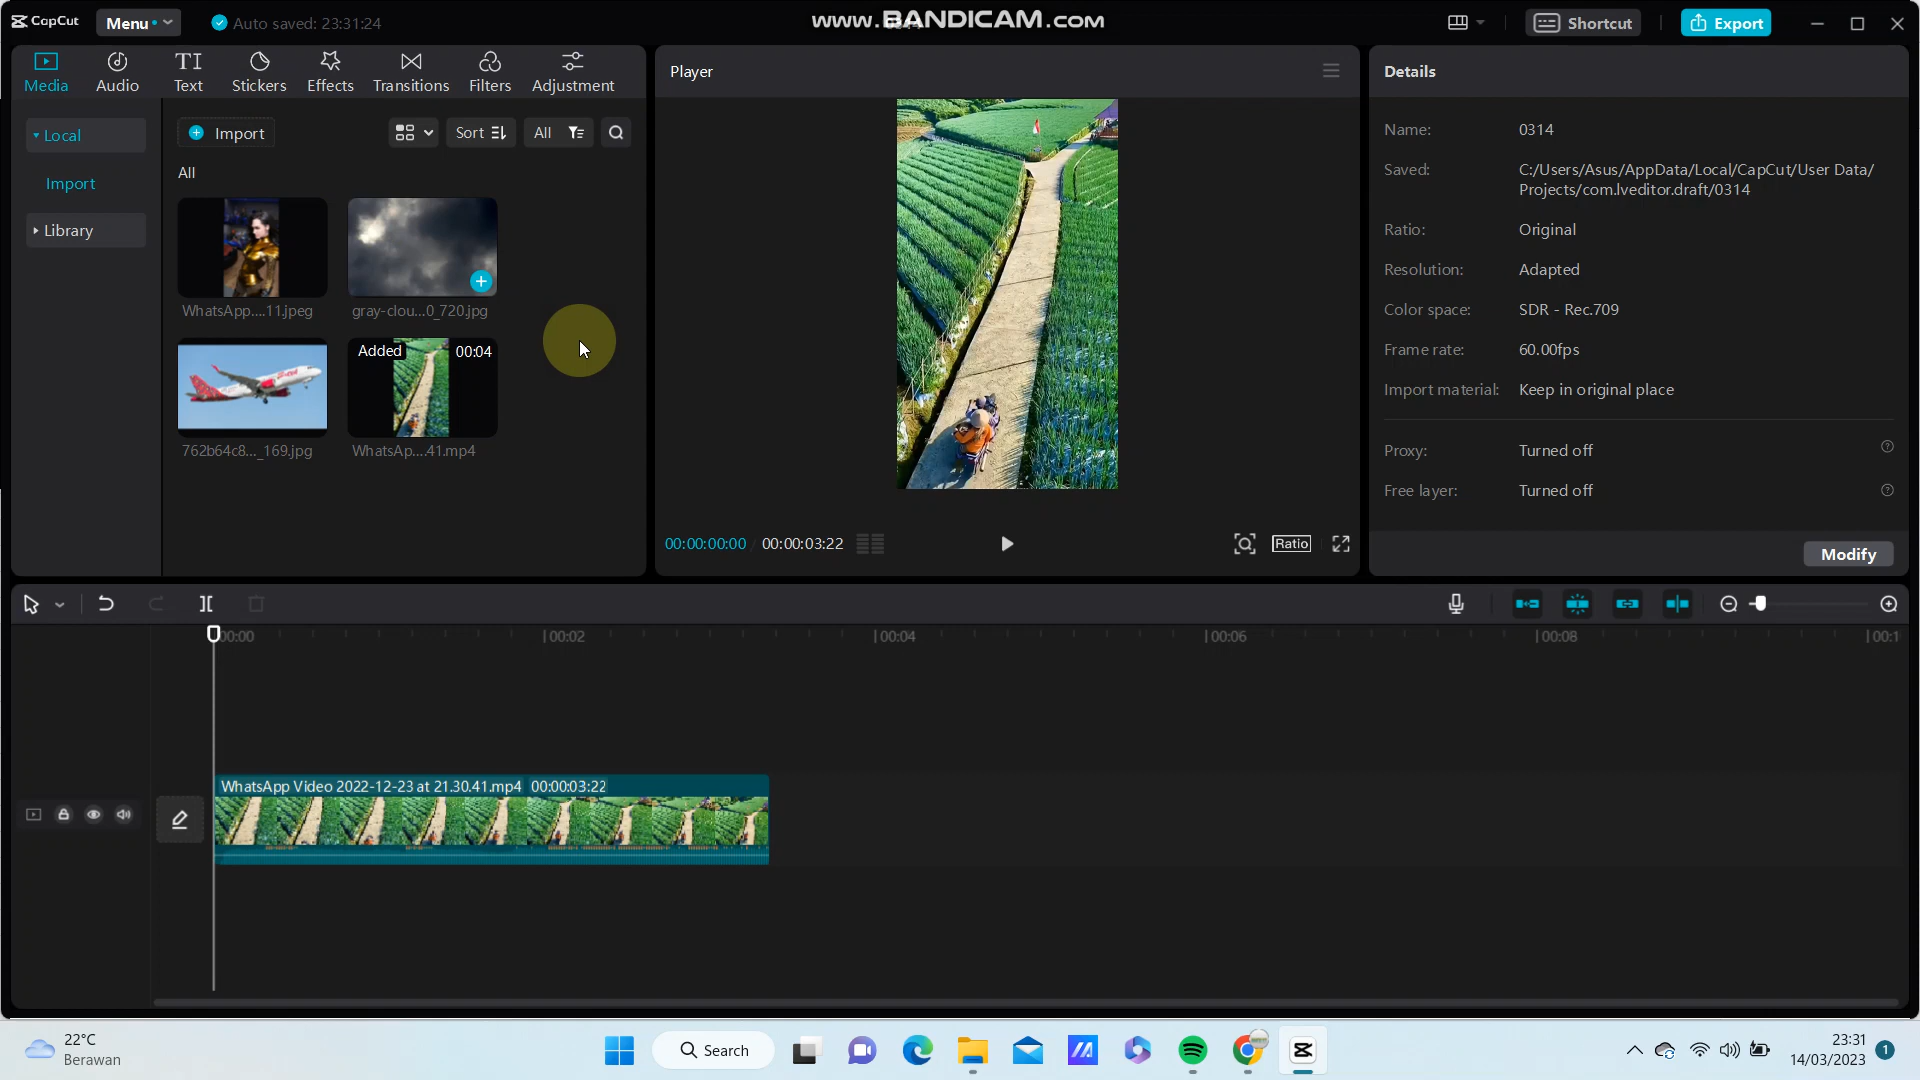 CapCut
Menu
Auto saved: 23:31:24
www.BANDICAM.com
Shortcut
Export
Media
Audio
Text
Stickers
Effects
Transitions
Filters
Adjustment
Local
Import
Library
Import
Sort
All
All
WhatsApp....11.jpeg
gray-clou...0_720.jpg
Added 00:04
762b64c8..._169.jpg
WhatsAp....41.mp4
Player
00:00:00:00 / 00:00:03:22
Ratio
Details
Name: 0314
Saved: C:/Users/Asus/AppData/Local/CapCut/User Data/
Projects/com.lveditor.draft/0314
Ratio: Original
Resolution: Adapted
Color space: SDR - Rec.709
Frame rate: 60.00fps
Import material: Keep in original place
Proxy: Turned off
Free layer: Turned off
Modify
00:00 00:02 00:04 00:06 00:08 00:1
WhatsApp Video 2022-12-23 at 21.30.41.mp4 00:00:03:22
22°C
Berawan
Search
23:31
14/03/2023
1